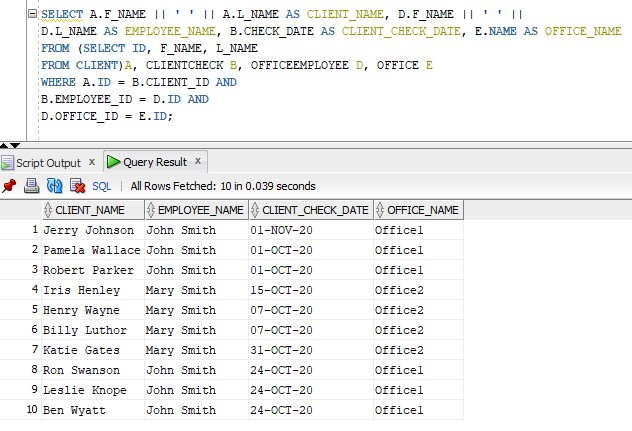 SELECT A.F_NAME || ' ' || A.L_NAME AS CLIENT_NAME, D.F_NAME || ' ' ||
D.L_NAME AS EMPLOYEE_NAME, B.CHECK_DATE AS CLIENT_CHECK_DATE, E.NAME AS OFFICE_NAME
FROM (SELECT ID, F_NAME, L_NAME
FROM CLIENT)A, CLIENTCHECK B, OFFICEEMPLOYEE D, OFFICE E
WHERE A.ID = B.CLIENT_ID AND
B.EMPLOYEE_ID = D.ID AND
D.OFFICE_ID = E.ID;
Script Output x Query Result x
SQL | All Rows Fetched: 10 in 0.039 seconds
CLIENT_NAME EMPLOYEE_NAME CLIENT_CHECK_DATE OFFICE_NAME
1 Jerry Johnson John Smith 01-NOV-20 Office1
2 Pamela Wallace John Smith 01-OCT-20 Office1
3 Robert Parker John Smith 01-OCT-20 Office1
4 Iris Henley Mary Smith 15-OCT-20 Office2
5 Henry Wayne Mary Smith 07-OCT-20 Office2
6 Billy Luthor Mary Smith 07-OCT-20 Office2
7 Katie Gates Mary Smith 31-OCT-20 Office2
8 Ron Swanson John Smith 24-OCT-20 Office1
9 Leslie Knope John Smith 24-OCT-20 Office1
10 Ben Wyatt John Smith 24-OCT-20 Office1